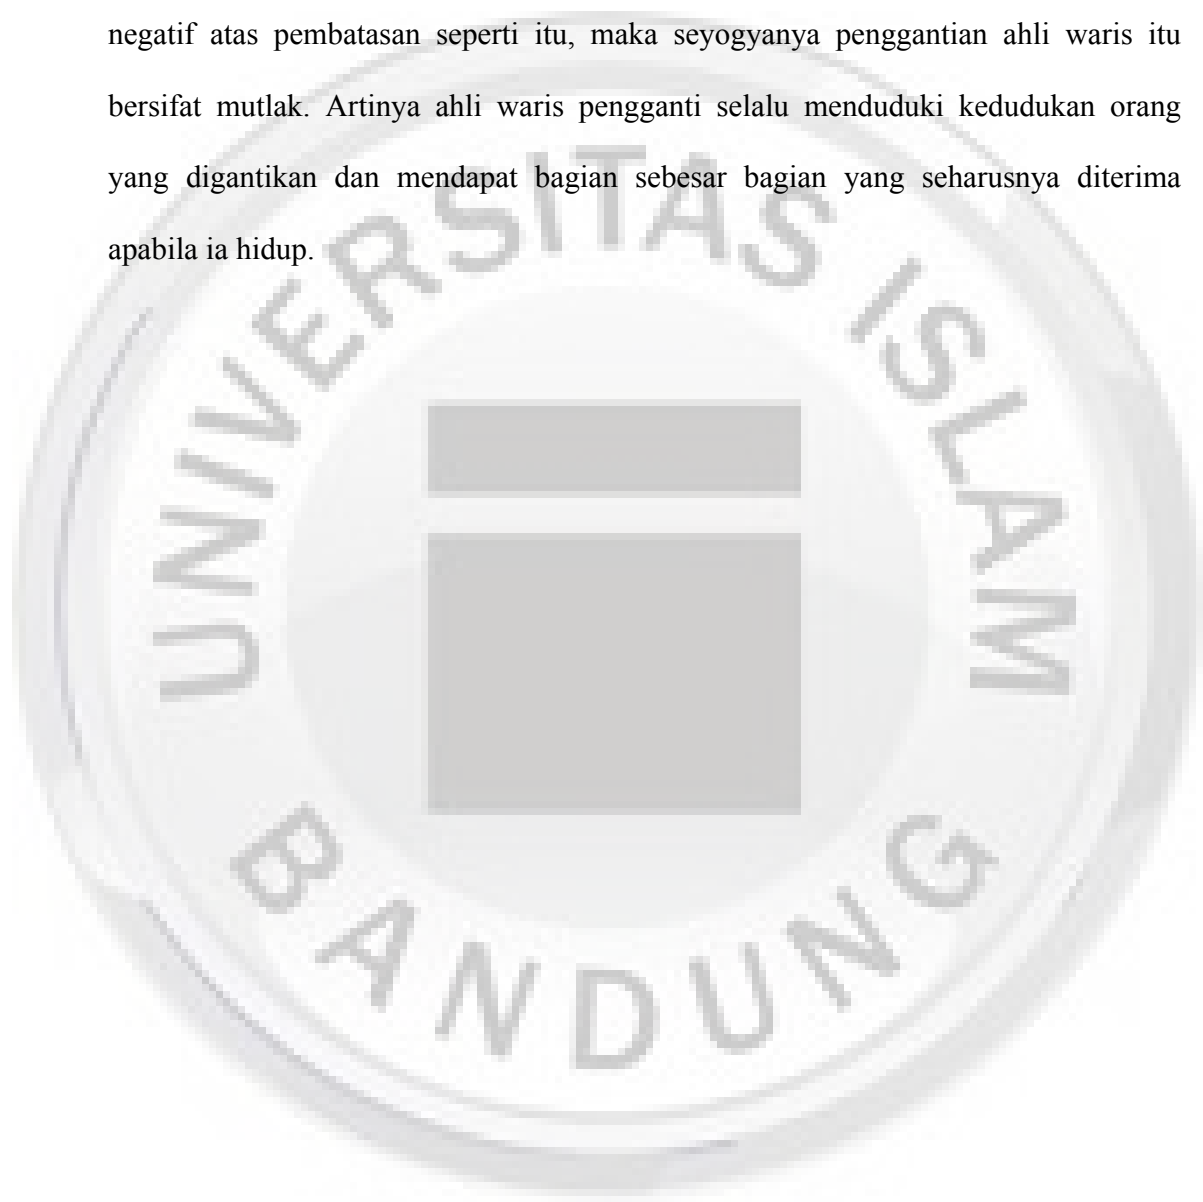 negatif atas pembatasan seperti itu, maka seyogyanya penggantian ahli waris itu
bersifat mutlak. Artinya ahli waris pengganti selalu menduduki kedudukan orang
yang digantikan dan mendapat bagian sebesar bagian yang seharusnya diterima
apabila ia hidup.
UNIVERSITAS ISLAM
BANDUNG